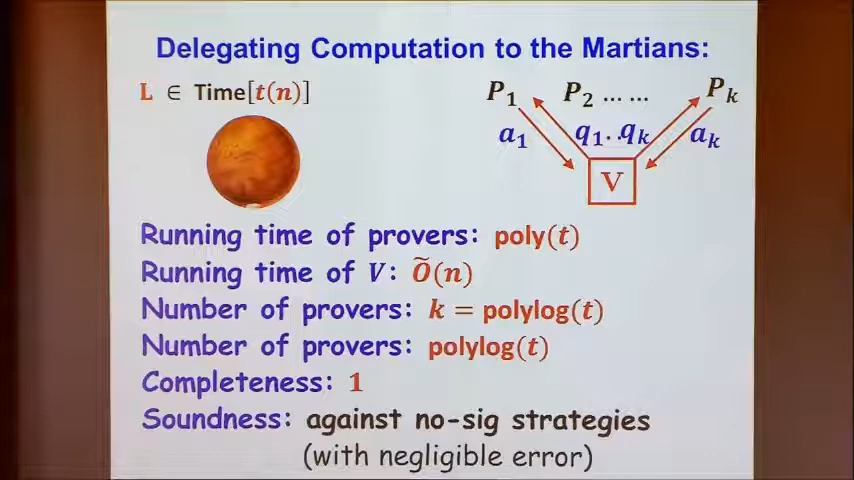 Delegating Computation to the Martians:
L ∈ Time[t(n)]
P₁ P₂ ... ... Pₖ
a₁ q₁..qₖ aₖ
V
Running time of provers: poly(t)
Running time of V: Õ(n)
Number of provers: k = polylog(t)
Number of provers: polylog(t)
Completeness: 1
Soundness: against no-sig strategies
(with negligible error)